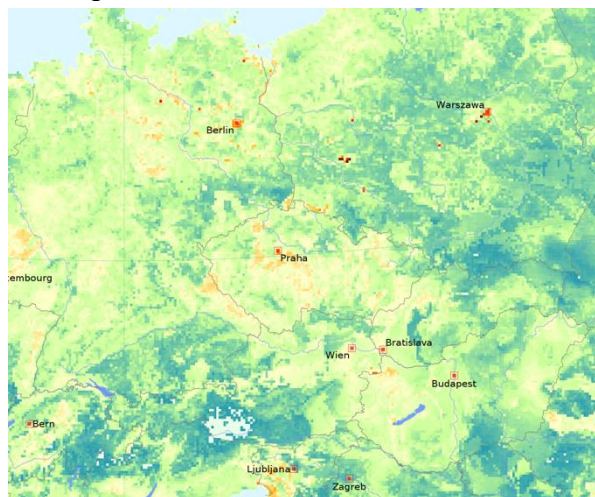 Warszawa
Berlin
Praha
embourg
Bratislava
Wien
Budapest
Bern
Ljubljana
Zagreb